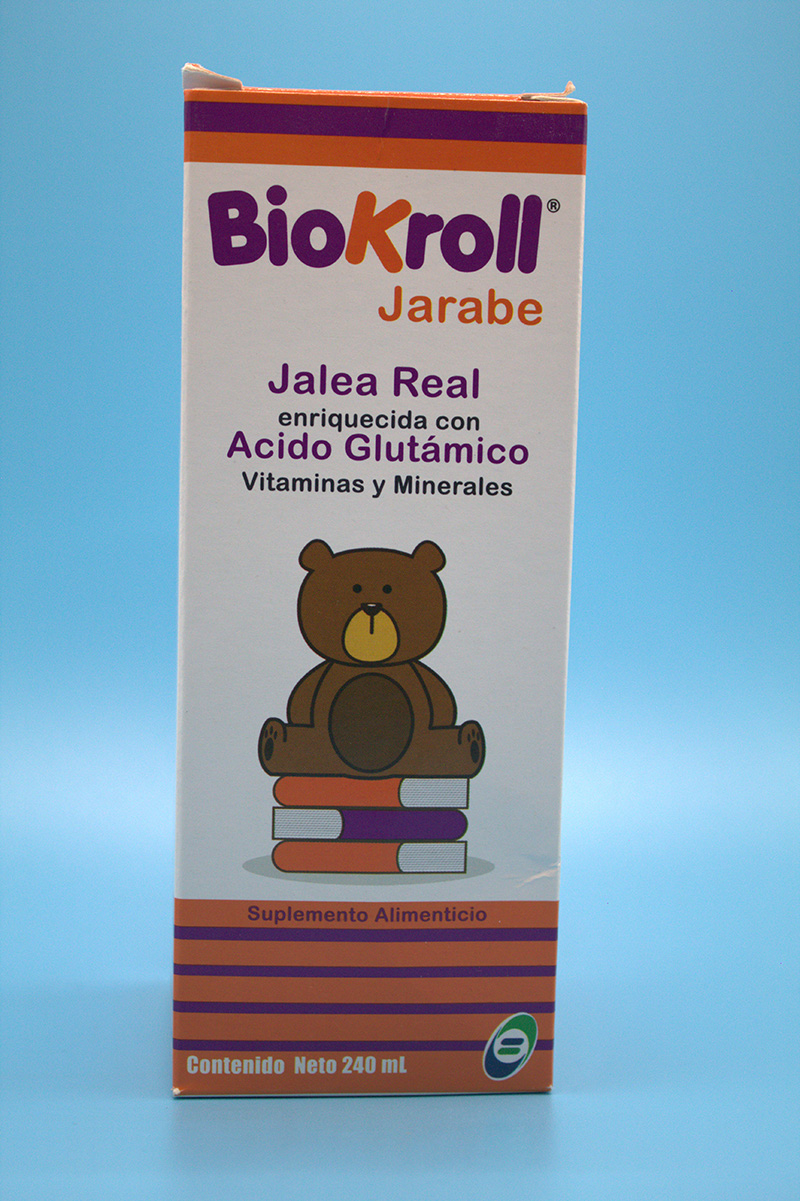 BioKroll®
Jarabe
Jalea Real
enriquecida con
Acido Glutámico
Vitaminas y Minerales
Suplemento Alimenticio
Contenido Neto 240 mL